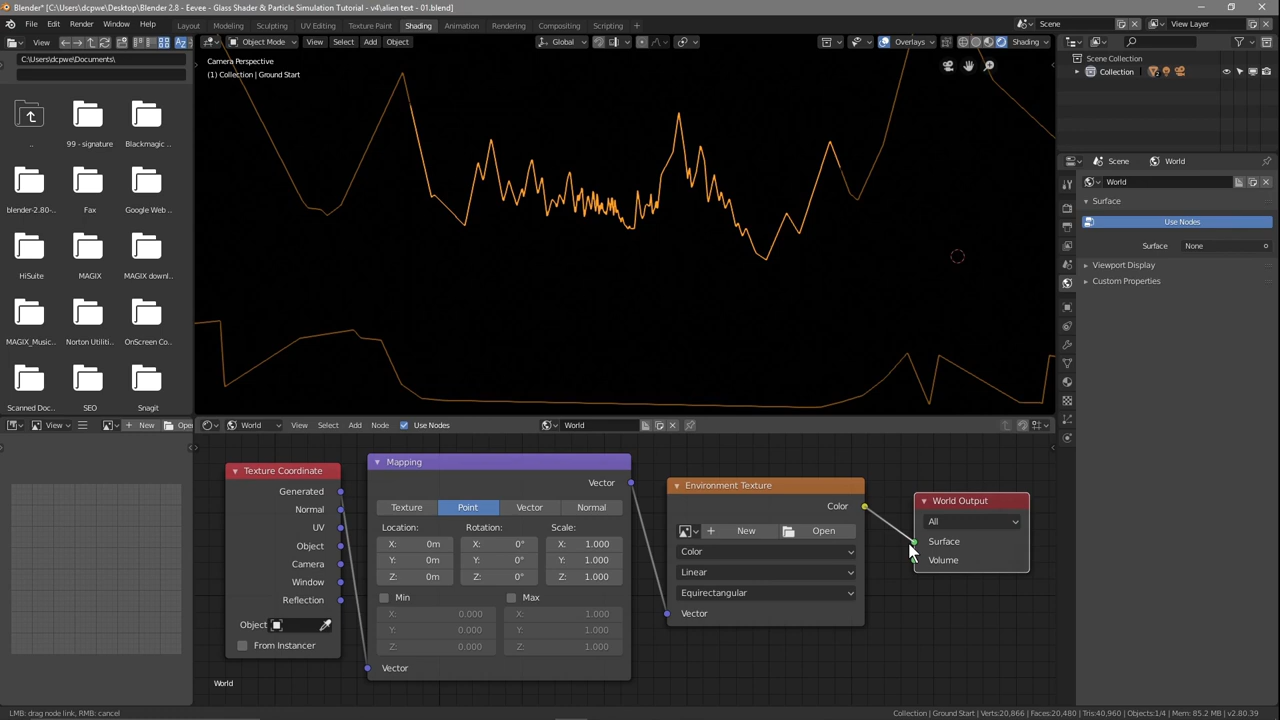 Blender* [C:\Users\dcpwe\Desktop\Blender 2.8 - Eevee - Glass Shader & Particle Simulation Tutorial - v4\alien text - 01.blend]
File Edit Render Window Help Layout Modeling Sculpting UV Editing Texture Paint Shading Animation Rendering Compositing Scripting + Scene View Layer
View Object Mode View Select Add Object Global Overlays Shading
C:\Users\dcpwe\Documents\
Camera Perspective
(1) Collection | Ground Start
Scene Collection
Collection
.. 99 - signature Blackmagic ...
blender-2.80-... Fax Google Web ...
HiSuite MAGIX MAGIX downl..
MAGIX_Music... Norton Utiliti... OnScreen Co...
Scanned Doc... SEO Snagit
Scene World
World
Surface
Use Nodes
Surface None
Viewport Display
Custom Properties
View + New Open World View Select Add Node Use Nodes World
Texture Coordinate
Generated
Normal
UV
Object
Camera
Window
Reflection
Object
From Instancer
Mapping
Vector
Texture Point Vector Normal
Location: Rotation: Scale:
X: 0m X: 0° X: 1.000
Y: 0m Y: 0° Y: 1.000
Z: 0m Z: 0° Z: 1.000
Min Max
X: 0.000 X: 1.000
Y: 0.000 Y: 1.000
Z: 0.000 Z: 1.000
Vector
Environment Texture
Color
+ New Open
Color
Linear
Equirectangular
Vector
World Output
All
Surface
Volume
World
LMB: drag node link, RMB: cancel
Collection | Ground Start | Verts:20,866 | Faces:20,480 | Tris:40,960 | Objects:1/4 | Mem: 85.2 MB | v2.80.39